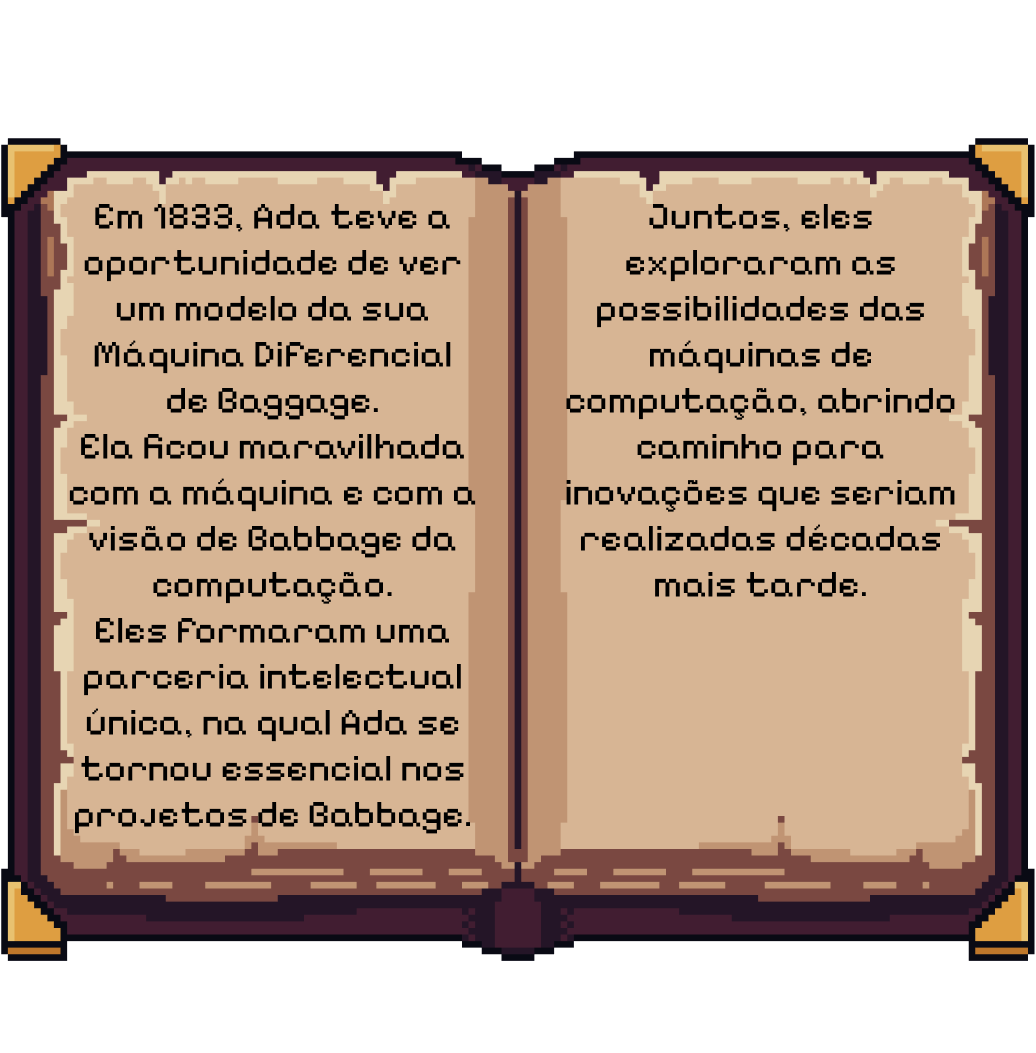 Em 1833, Ada teve a
oportunidade de ver
um modelo da sua
Máquina Diferencial
de Baggage.
Ela ficou maravilhada
com a máquina e com a
visão de Babbage da
computação.
Eles formaram uma
parceria intelectual
única, na qual Ada se
tornou essencial nos
projetos de Babbage.
Juntos, eles
exploraram as
possibilidades das
máquinas de
computação, abrindo
caminho para
inovações que seriam
realizadas décadas
mais tarde.